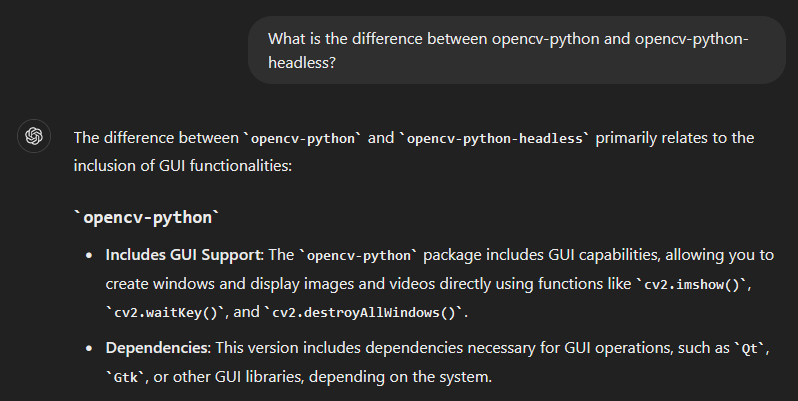 What is the difference between opencv-python and opencv-python-
headless?
The difference between `opencv-python` and `opencv-python-headless` primarily relates to the
inclusion of GUI functionalities:
`opencv-python`
• Includes GUI Support: The `opencv-python` package includes GUI capabilities, allowing you to
create windows and display images and videos directly using functions like `cv2.imshow()`,
`cv2.waitKey()`, and `cv2.destroyAllWindows()`.
• Dependencies: This version includes dependencies necessary for GUI operations, such as `Qt`,
`Gtk`, or other GUI libraries, depending on the system.